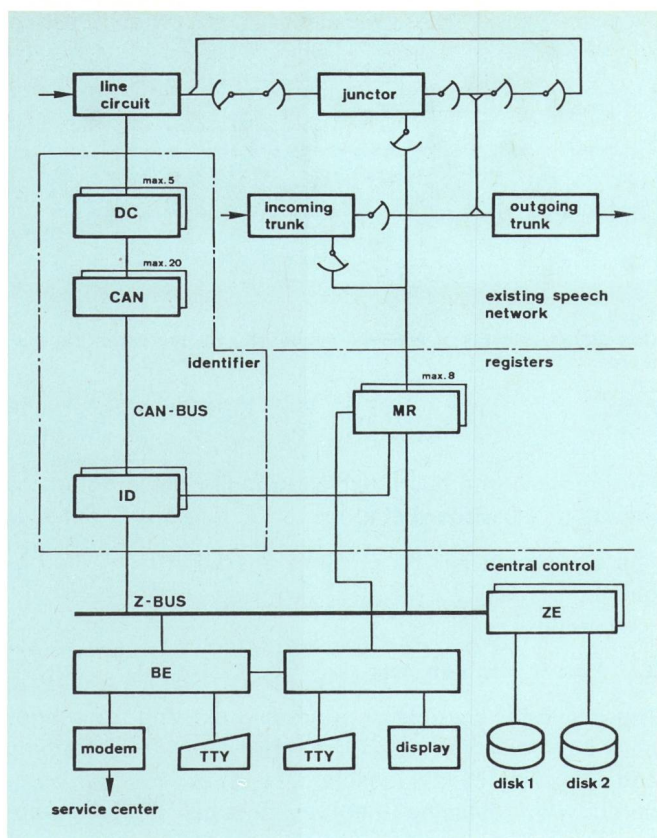 line
circuit
junctor
max.5
DC
incoming
trunk
outgoing
trunk
max.20
CAN
existing speech
network
identifier
registers
max.8
CAN-BUS
MR
ID
central control
Z-BUS
ZE
BE
modem
TTY
TTY
display
disk 1
disk 2
service center